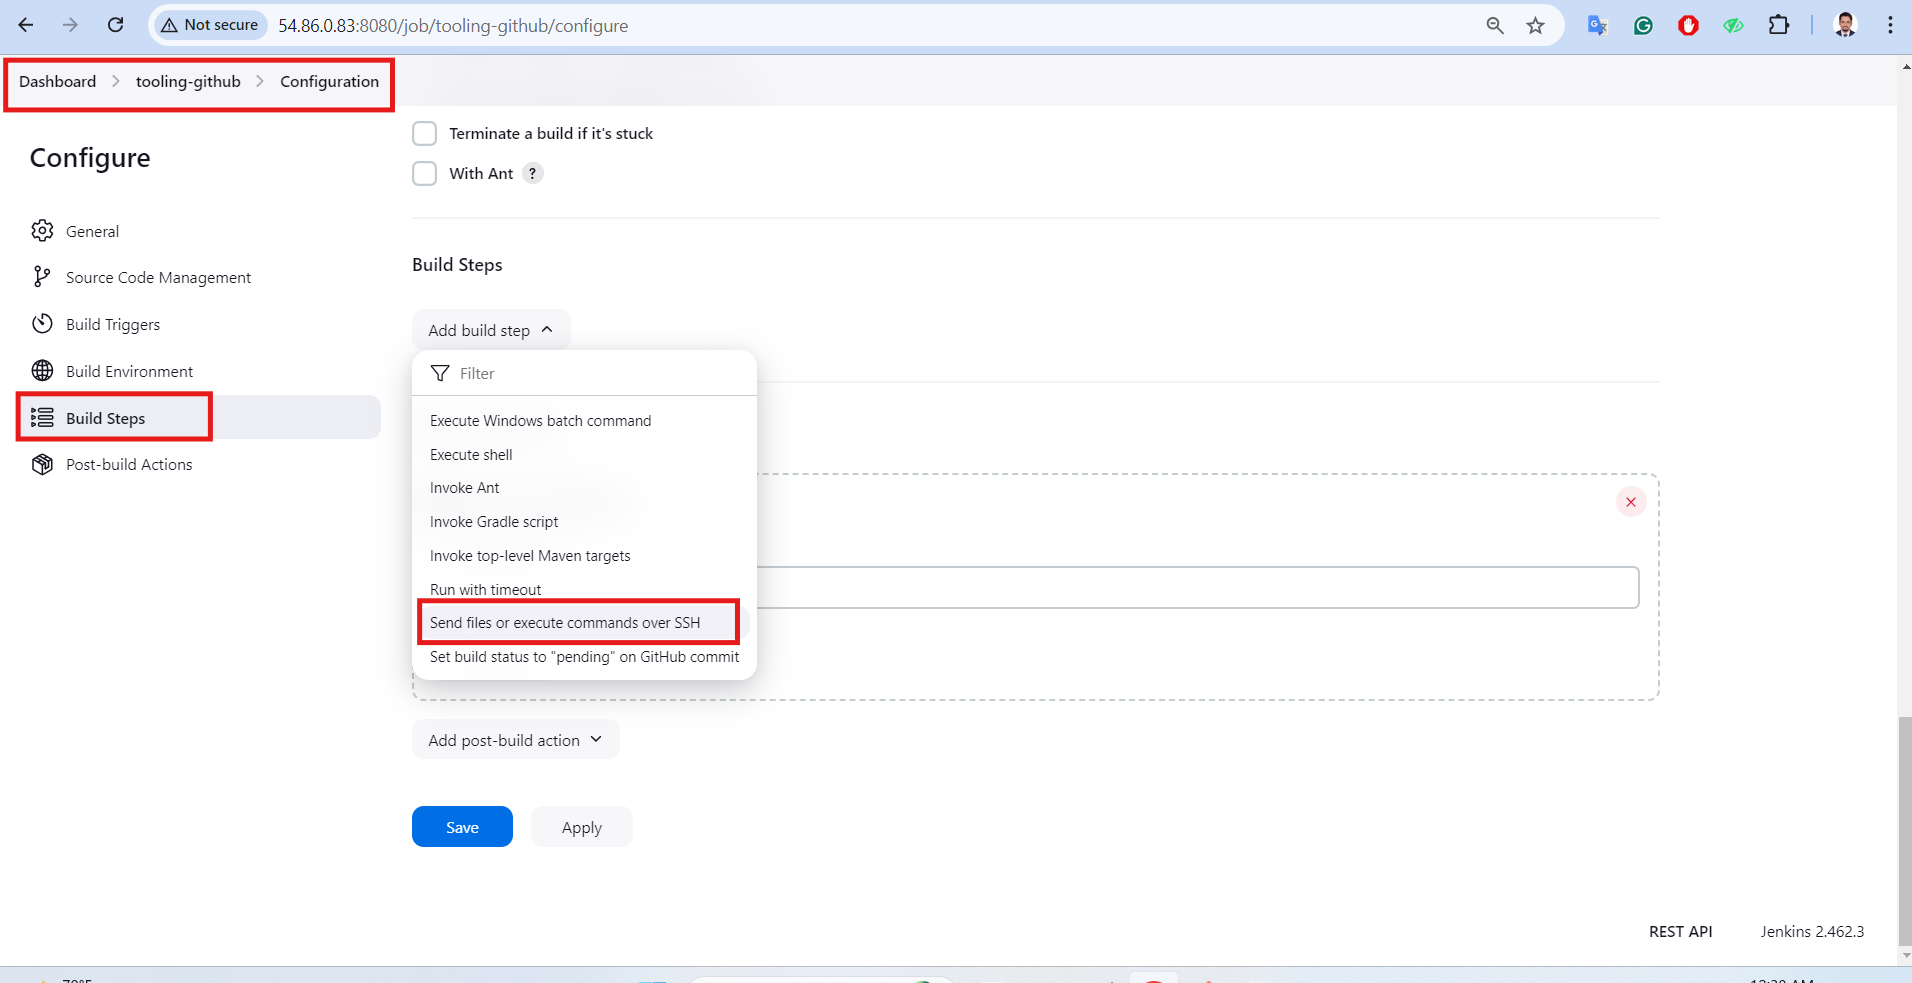 Not secure 54.86.0.83:8080/job/tooling-github/configure
Dashboard > tooling-github > Configuration
Configure
General
Source Code Management
Build Triggers
Build Environment
Build Steps
Post-build Actions
Terminate a build if it's stuck
With Ant ?
Build Steps
Add build step
Filter
Execute Windows batch command
Execute shell
Invoke Ant
Invoke Gradle script
Invoke top-level Maven targets
Run with timeout
Send files or execute commands over SSH
Set build status to "pending" on GitHub commit
Add post-build action
Save Apply
REST API Jenkins 2.462.3